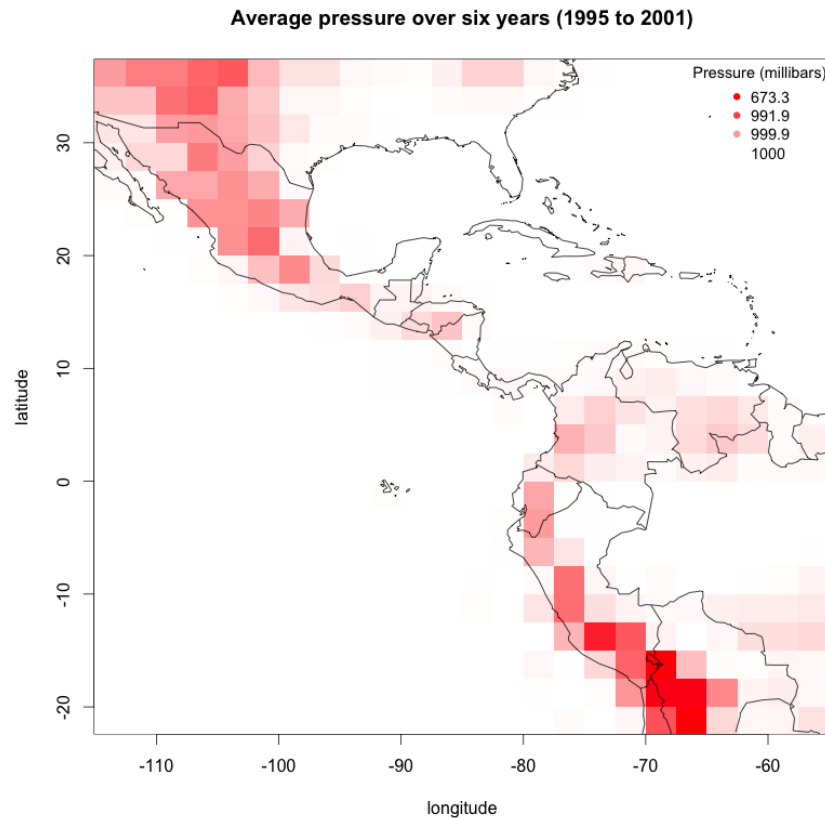 Average pressure over six years (1995 to 2001)
Pressure (millibars)
673.3
991.9
999.9
1000
latitude
30
20
10
0
-10
-20
-110 -100 -90 -80 -70 -60
longitude